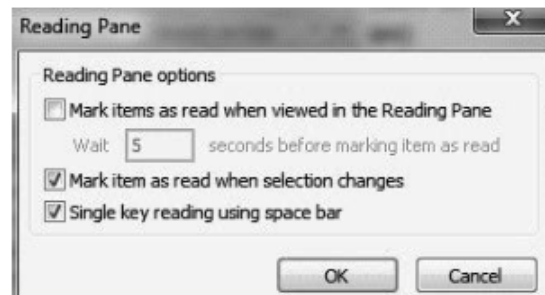 Reading Pane
Reading Pane options
Mark items as read when viewed in the Reading Pane
Wait 5 seconds before marking item as read
Mark item as read when selection changes
Single key reading using space bar
OK Cancel